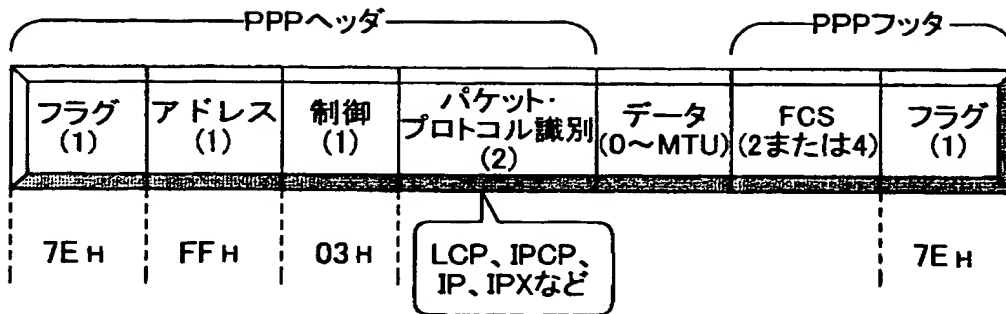 PPPヘッダ
PPPフッタ
フラグ
(1)
アドレス
(1)
制御
(1)
パケット・
プロトコル識別
(2)
データ
(0～MTU)
FCS
(2または4)
フラグ
(1)
7E H
FF H
03 H
LCP、IPCP、
IP、IPXなど
7E H